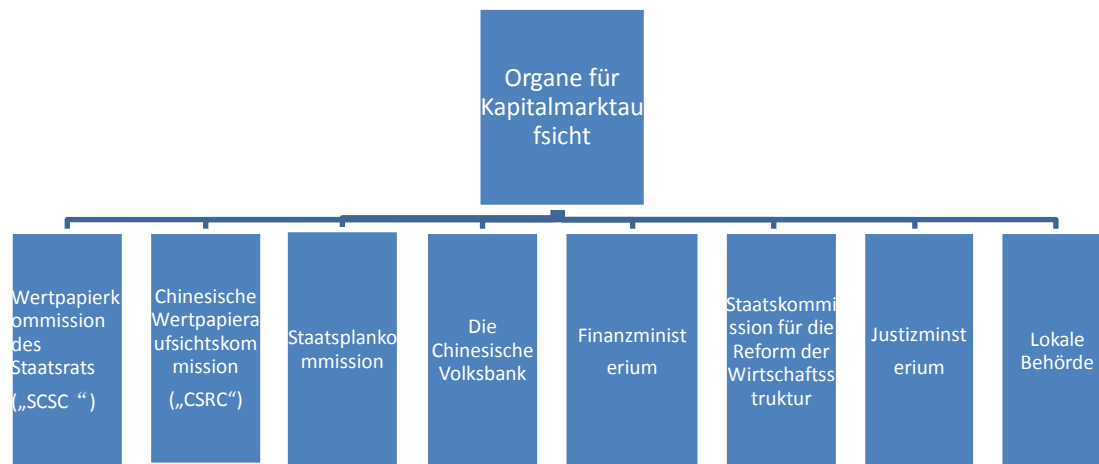 Organe für
Kapitalmarktau
fsicht
Wertpapierk
ommission
des
Staatsrats
(„SCSC “)
Chinesische
Wertpapiera
ufsichtskom
mission
(„CSRC“)
Staatsplanko
mmission
Die
Chinesische
Volksbank
Finanzminist
erium
Staatskommi
ssion für die
Reform der
Wirtschaftss
truktur
Justizminst
erium
Lokale
Behörde